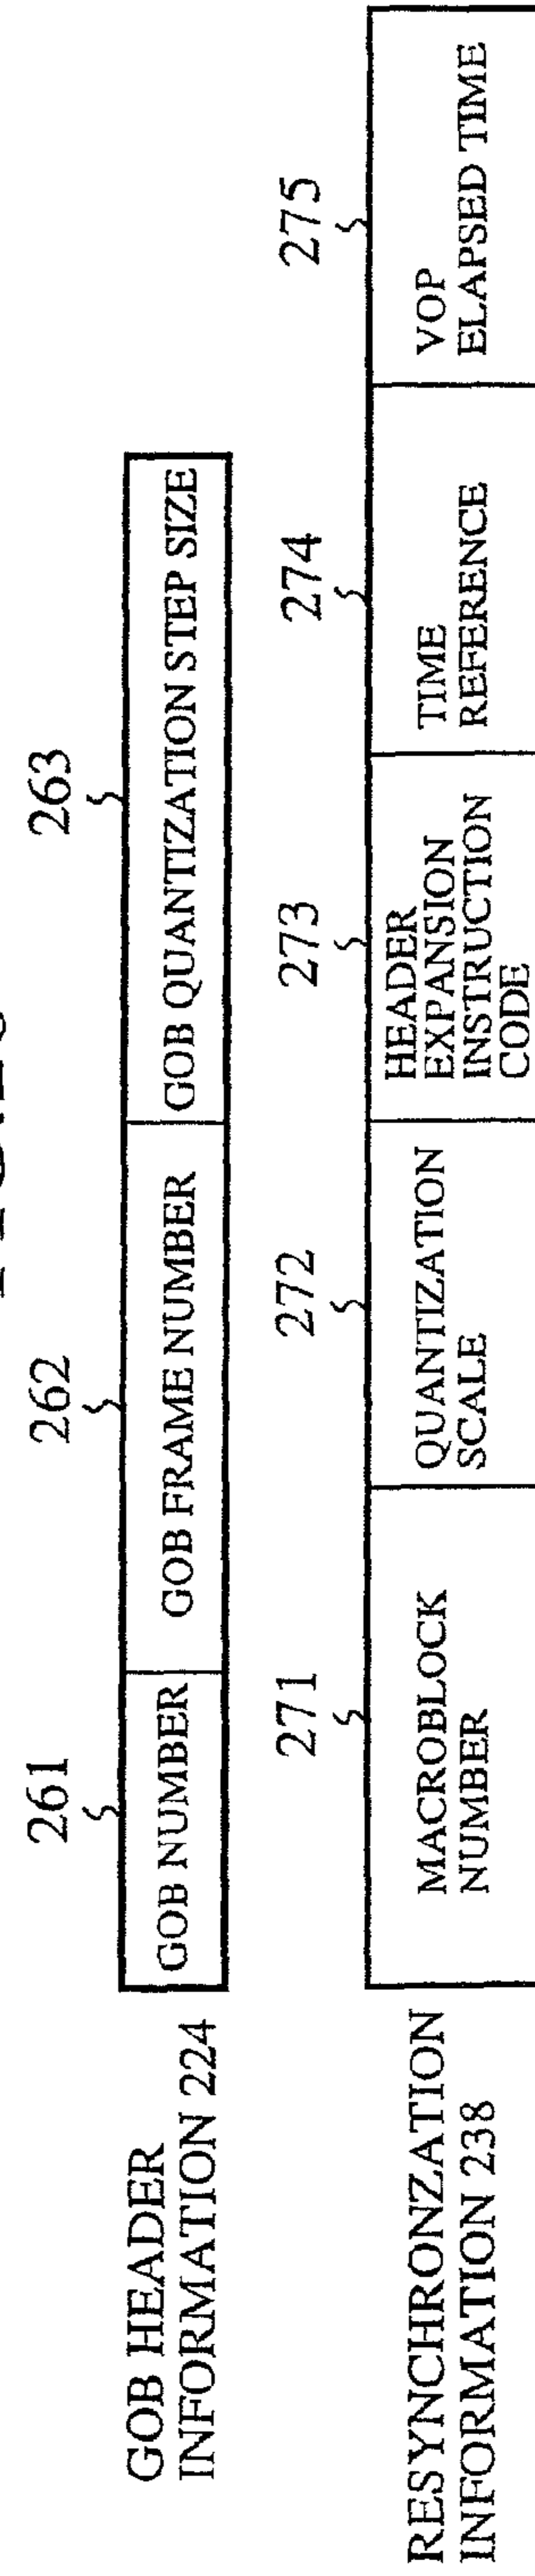 261
262
263
GOB HEADER
INFORMATION 224
GOB NUMBER
GOB FRAME NUMBER
GOB QUANTIZATION STEP SIZE
271
272
273
274
275
RESYNCHRONZATION
INFORMATION 238
MACROBLOCK
NUMBER
QUANTIZATION
SCALE
HEADER
EXPANSION
INSTRUCTION
CODE
TIME
REFERENCE
VOP
ELAPSED TIME